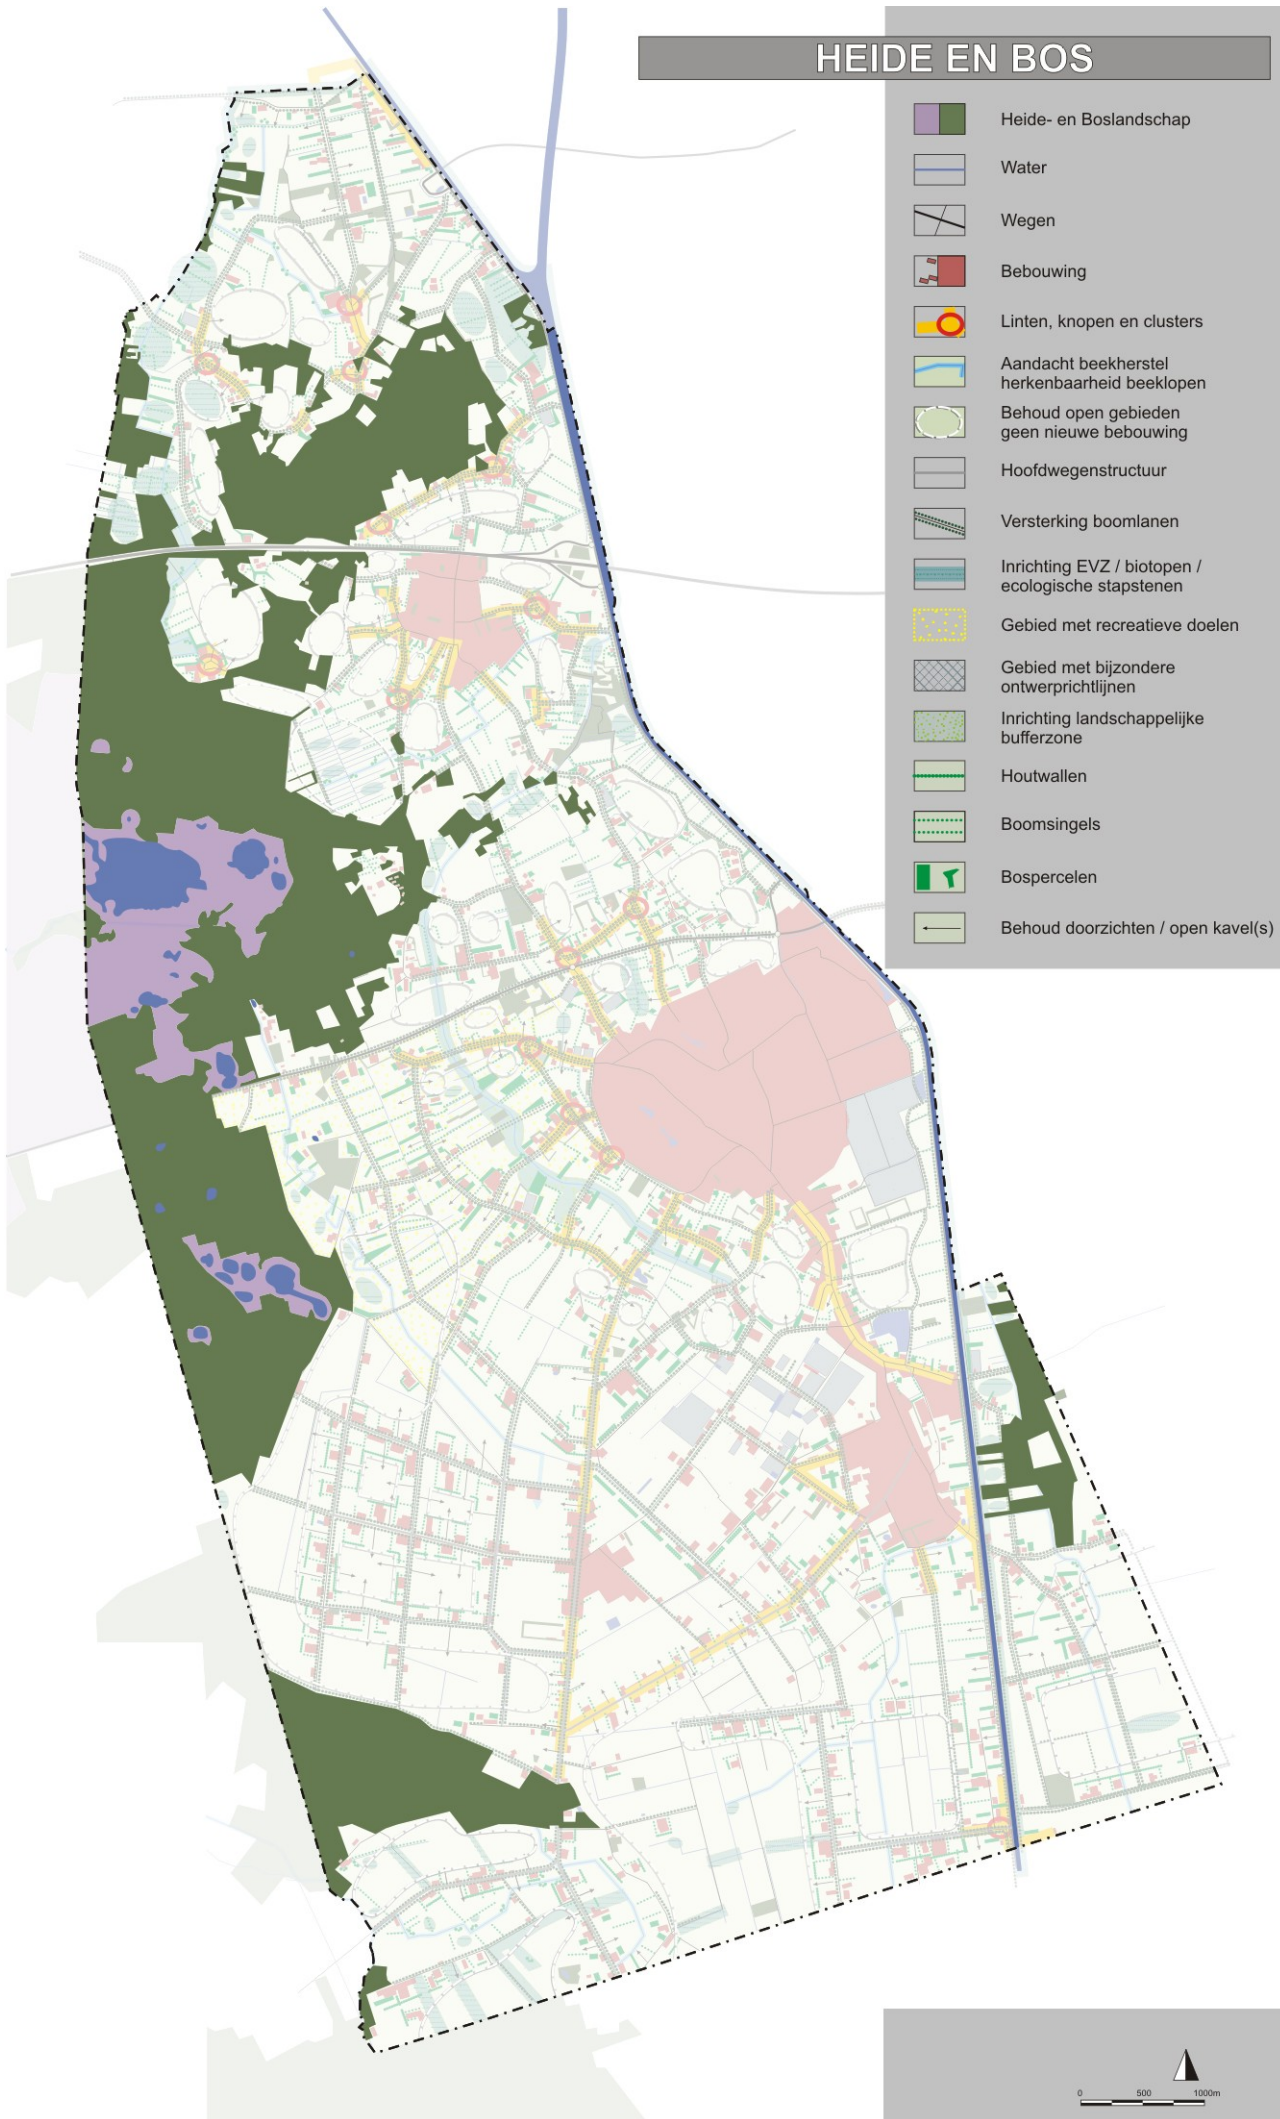 HEIDE EN BOS
Heide- en Boslandschap
Water
Wegen
Bebouwing
Linten, knopen en clusters
Aandacht beekherstel
herkenbaarheid beeklopen
Behoud open gebieden
geen nieuwe bebouwing
Hoofdwegenstructuur
Versterking boomlanen
Inrichting EVZ / biotopen /
ecologische stapstenen
Gebied met recreatieve doelen
Gebied met bijzondere
ontwerprichtlijnen
Inrichting landschappelijke
bufferzone
Houtwallen
Boomsingels
Bospercelen
Behoud doorzichten / open kavel(s)
0 500 1000m